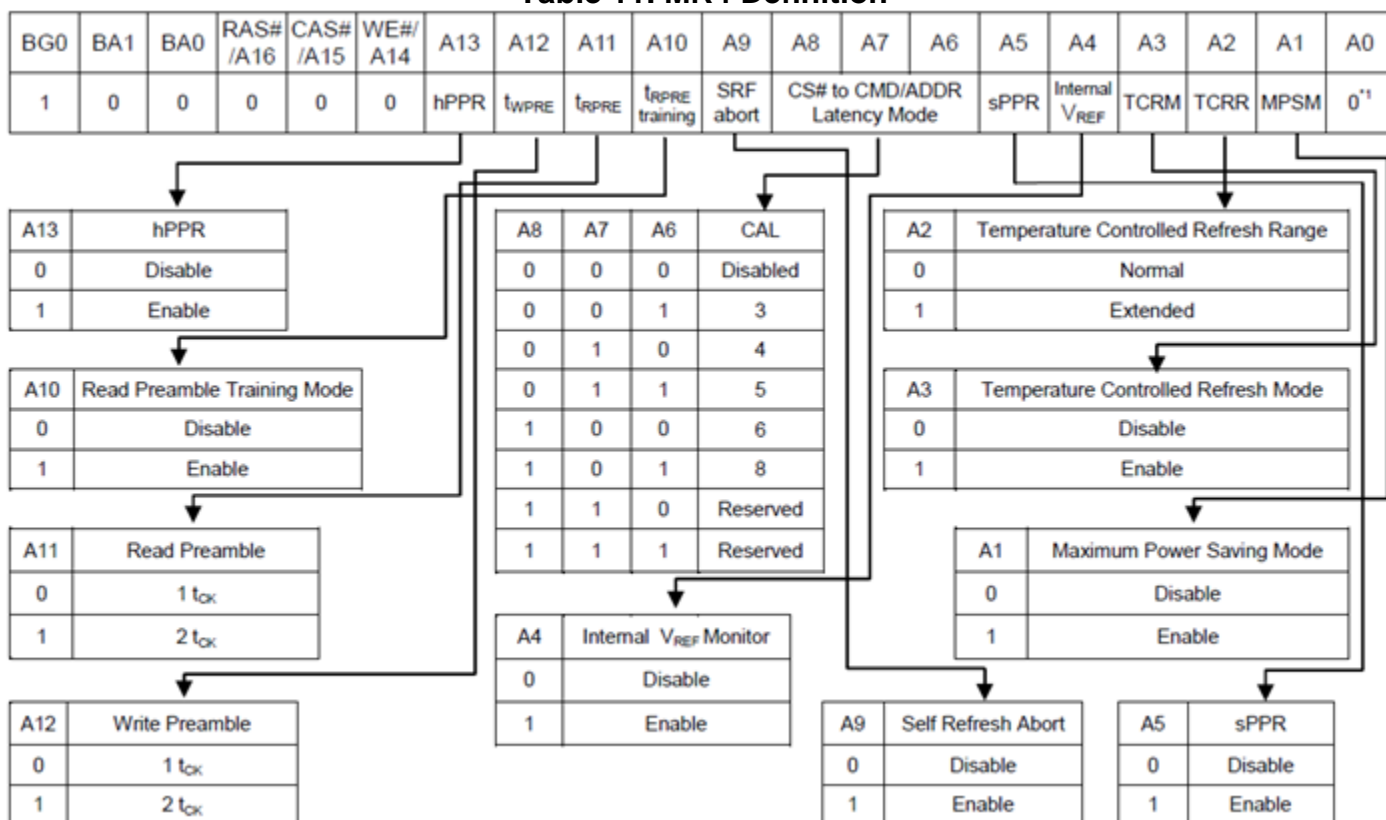 Table 11. MR4 Definition
BG0 BA1 BA0 RAS# /A16 CAS# /A15 WE#/ A14 A13 A12 A11 A10 A9 A8 A7 A6 A5 A4 A3 A2 A1 A0
1 0 0 0 0 0 hPPR tWPRE tRPRE tRPRE training SRF abort CS# to CMD/ADDR Latency Mode sPPR Internal VREF TCRM TCRR MPSM 0*1
A13 hPPR
0 Disable
1 Enable
A10 Read Preamble Training Mode
0 Disable
1 Enable
A11 Read Preamble
0 1 tCK
1 2 tCK
A12 Write Preamble
0 1 tCK
1 2 tCK
A8 A7 A6 CAL
0 0 0 Disabled
0 0 1 3
0 1 0 4
0 1 1 5
1 0 0 6
1 0 1 8
1 1 0 Reserved
1 1 1 Reserved
A4 Internal VREF Monitor
0 Disable
1 Enable
A9 Self Refresh Abort
0 Disable
1 Enable
A2 Temperature Controlled Refresh Range
0 Normal
1 Extended
A3 Temperature Controlled Refresh Mode
0 Disable
1 Enable
A1 Maximum Power Saving Mode
0 Disable
1 Enable
A5 sPPR
0 Disable
1 Enable